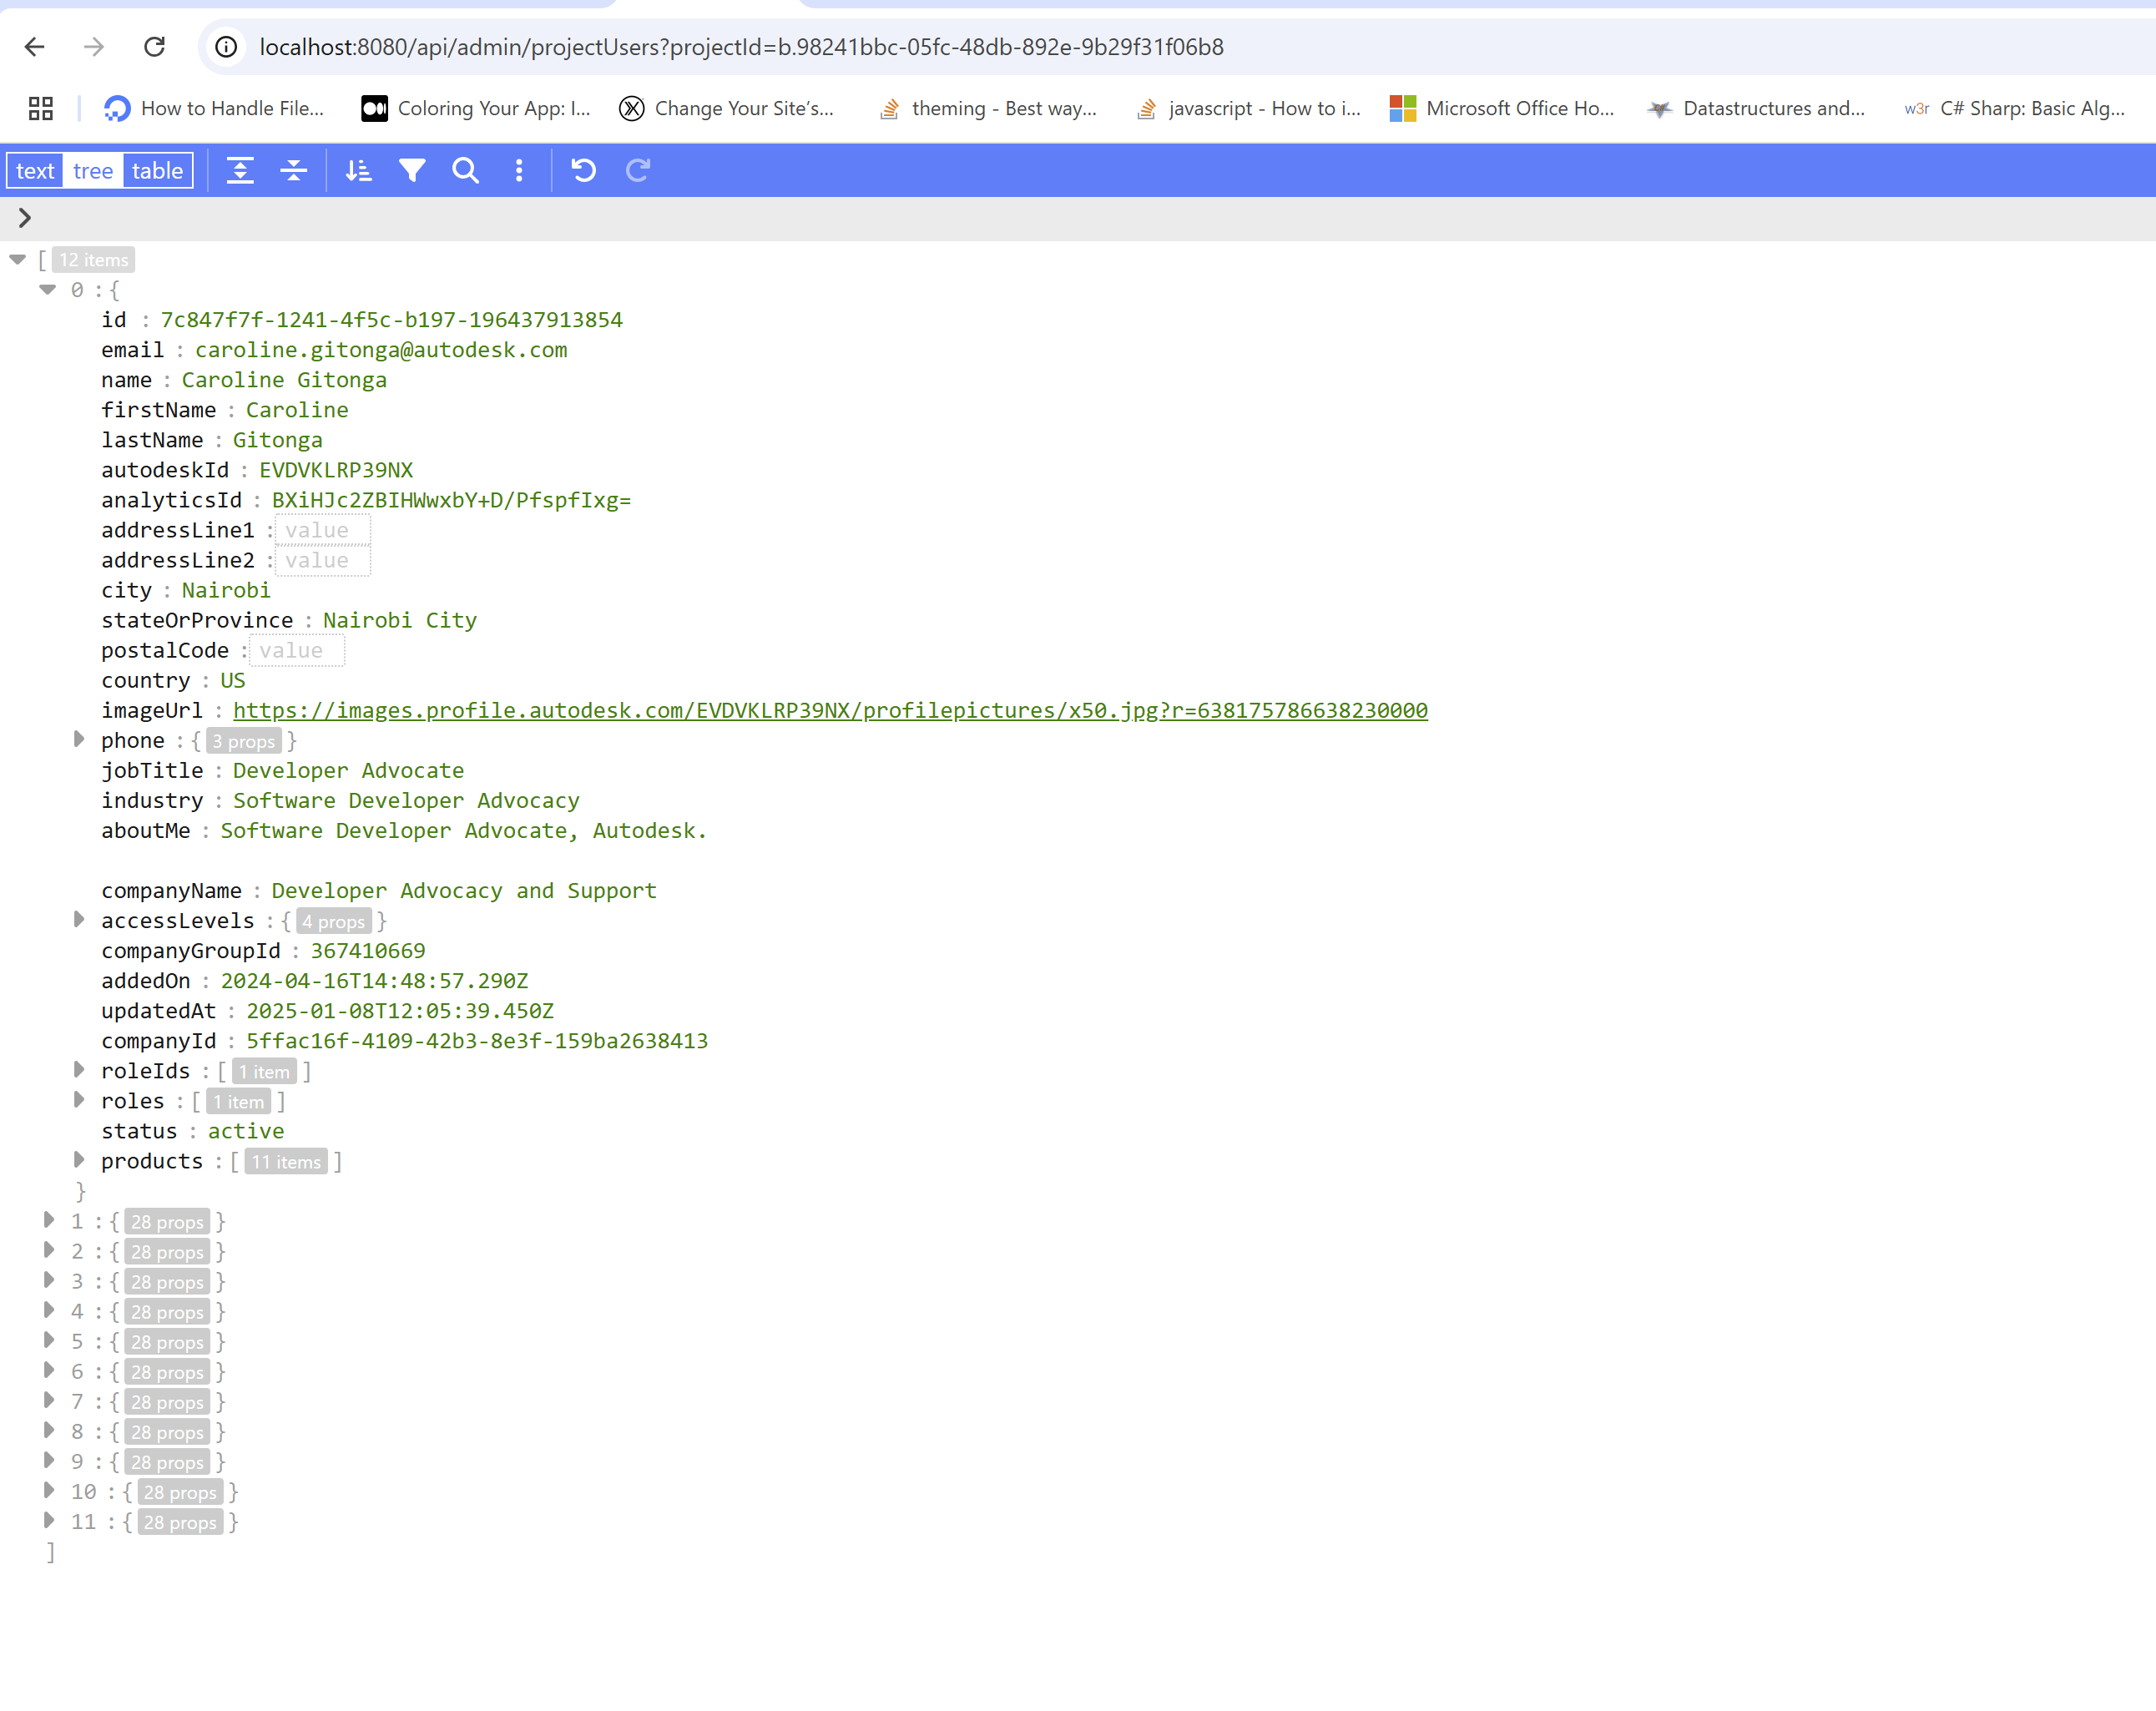 localhost:8080/api/admin/projectUsers?projectId=b.98241bbc-05fc-48db-892e-9b29f31f06b8
How to Handle File... Coloring Your App: I... Change Your Site's... theming - Best way... javascript - How to i... Microsoft Office Ho... Datastructures and... w3r C# Sharp: Basic Alg...
text tree table
[ 12 items
0 : {
id : 7c847f7f-1241-4f5c-b197-196437913854
email : caroline.gitonga@autodesk.com
name : Caroline Gitonga
firstName : Caroline
lastName : Gitonga
autodeskId : EVDVKLRP39NX
analyticsId : BXiHJc2ZBIHWwxbY+D/PfspfIxg=
addressLine1 : value
addressLine2 : value
city : Nairobi
stateOrProvince : Nairobi City
postalCode : value
country : US
imageUrl : https://images.profile.autodesk.com/EVDVKLRP39NX/profilepictures/x50.jpg?r=638175786638230000
phone : { 3 props }
jobTitle : Developer Advocate
industry : Software Developer Advocacy
aboutMe : Software Developer Advocate, Autodesk.
companyName : Developer Advocacy and Support
accessLevels : { 4 props }
companyGroupId : 367410669
addedOn : 2024-04-16T14:48:57.290Z
updatedAt : 2025-01-08T12:05:39.450Z
companyId : 5ffac16f-4109-42b3-8e3f-159ba2638413
roleIds : [ 1 item ]
roles : [ 1 item ]
status : active
products : [ 11 items ]
}
1 : { 28 props }
2 : { 28 props }
3 : { 28 props }
4 : { 28 props }
5 : { 28 props }
6 : { 28 props }
7 : { 28 props }
8 : { 28 props }
9 : { 28 props }
10 : { 28 props }
11 : { 28 props }
]